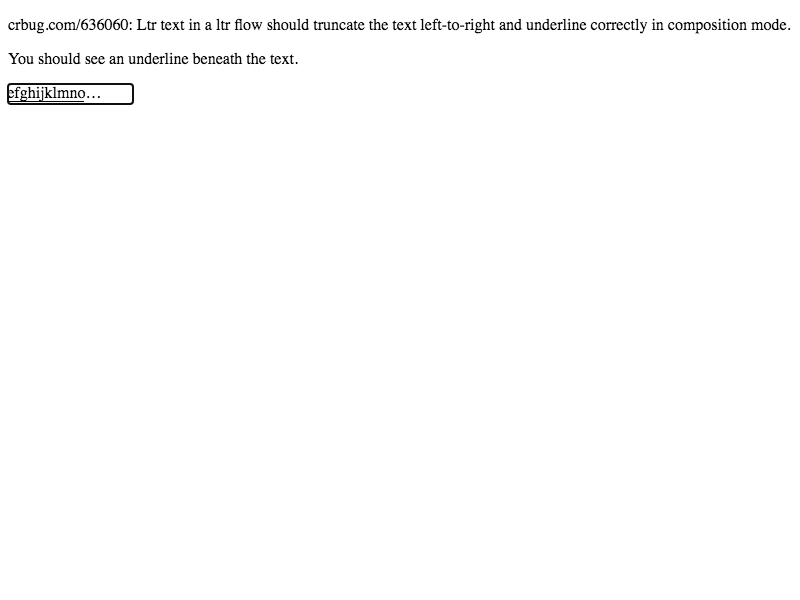 crbug.com/636060: Ltr text in a ltr flow should truncate the text left-to-right and underline correctly in composition mode.
You should see an underline beneath the text.
efghijklmno…